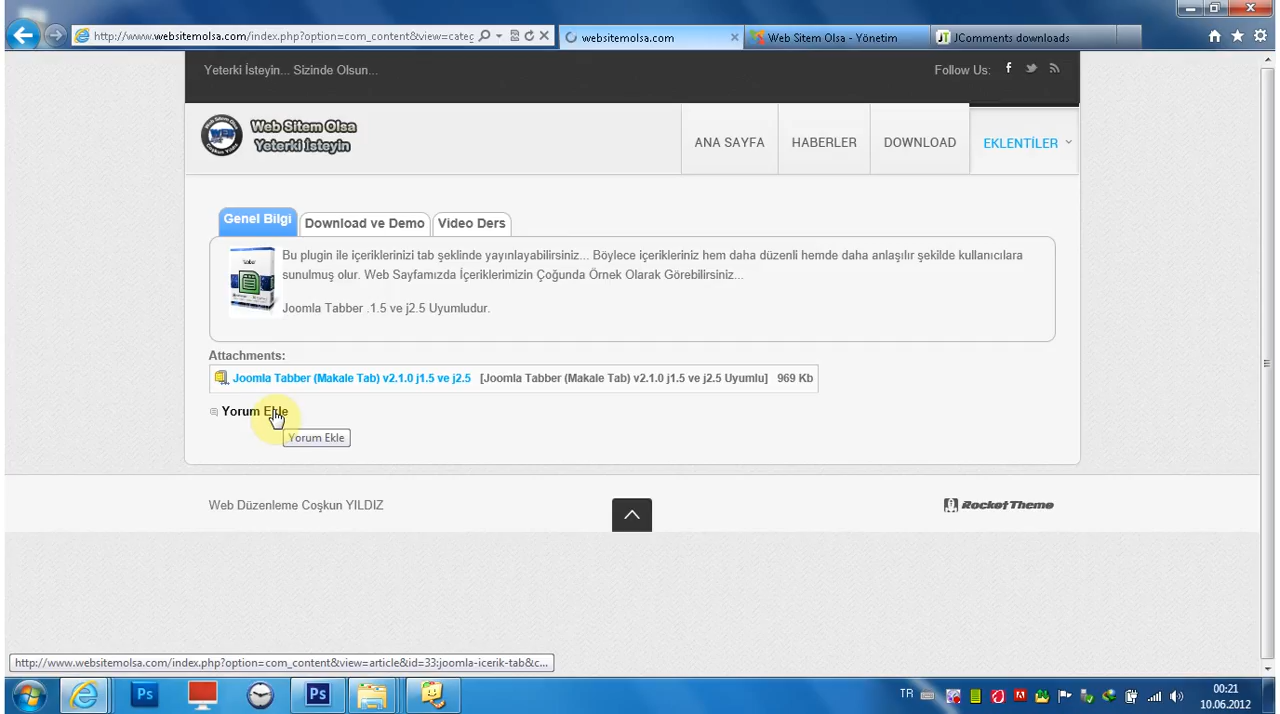 http://www.websitemolsa.com/index.php?option=com_content&view=categ
websitemolsa.com
Web Sitem Olsa - Yönetim
JComments downloads
Yeterki İsteyin... Sizinde Olsun...
Follow Us:
Web Sitem Olsa
Yeterki İsteyin
ANA SAYFA
HABERLER
DOWNLOAD
EKLENTİLER
Genel Bilgi
Download ve Demo
Video Ders
Bu plugin ile içeriklerinizi tab şeklinde yayınlayabilirsiniz... Böylece içerikleriniz hem daha düzenli hemde daha anlaşılır şekilde kullanıcılara
sunulmuş olur. Web Sayfamızda İçeriklerimizin Çoğunda Örnek Olarak Görebilirsiniz...
Joomla Tabber .1.5 ve j2.5 Uyumludur.
Attachments:
Joomla Tabber (Makale Tab) v2.1.0 j1.5 ve j2.5 [Joomla Tabber (Makale Tab) v2.1.0 j1.5 ve j2.5 Uyumlu] 969 Kb
Yorum Ekle
Yorum Ekle
Web Düzenleme Coşkun YILDIZ
RocketTheme
http://www.websitemolsa.com/index.php?option=com_content&view=article&id=33:joomla-icerik-tab&c...
Ps
Ps
TR
00:21
10.06.2012